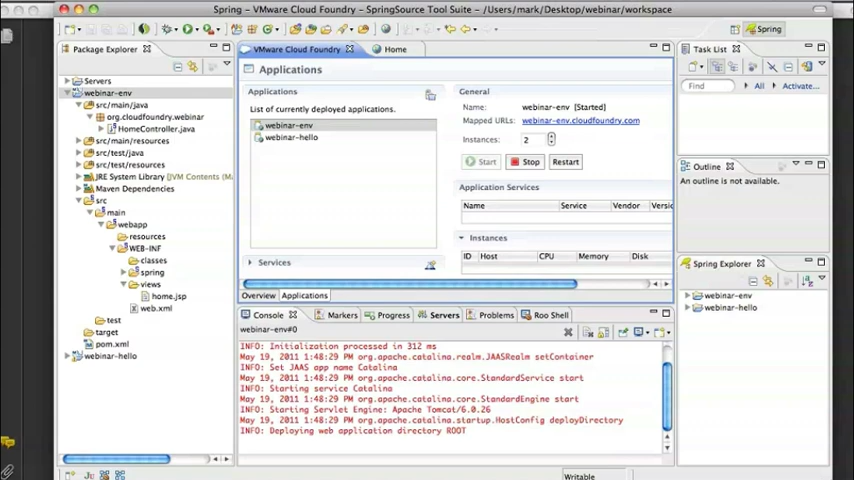 Spring - VMware Cloud Foundry - SpringSource Tool Suite - /Users/mark/Desktop/webinar/workspace
Spring
Package Explorer
Servers
webinar-env
src/main/java
org.cloudfoundry.webinar
HomeController.java
src/main/resources
src/test/java
src/test/resources
JRE System Library [JVM Contents (MA
Maven Dependencies
src
main
webapp
resources
WEB-INF
classes
spring
views
home.jsp
web.xml
test
target
pom.xml
webinar-hello
VMware Cloud Foundry
Home
Applications
Applications
List of currently deployed applications.
webinar-env
webinar-hello
Services
General
Name: webinar-env [Started]
Mapped URLs: webinar-env.cloudfoundry.com
Instances: 2
Start
Stop
Restart
Application Services
Name Service Vendor Versio
Instances
ID Host CPU Memory Disk
Overview Applications
Console Markers Progress Servers Problems Roo Shell
webinar-env#0
INFO: Initialization processed in 312 ms
May 19, 2011 1:48:29 PM org.apache.catalina.realm.JAASRealm setContainer
INFO: Set JAAS app name Catalina
May 19, 2011 1:48:29 PM org.apache.catalina.core.StandardService start
INFO: Starting service Catalina
May 19, 2011 1:48:29 PM org.apache.catalina.core.StandardEngine start
INFO: Starting Servlet Engine: Apache Tomcat/6.0.26
May 19, 2011 1:48:29 PM org.apache.catalina.startup.HostConfig deployDirectory
INFO: Deploying web application directory ROOT
Task List
Find
All
Activate...
Outline
An outline is not available.
Spring Explorer
webinar-env
webinar-hello
Writable